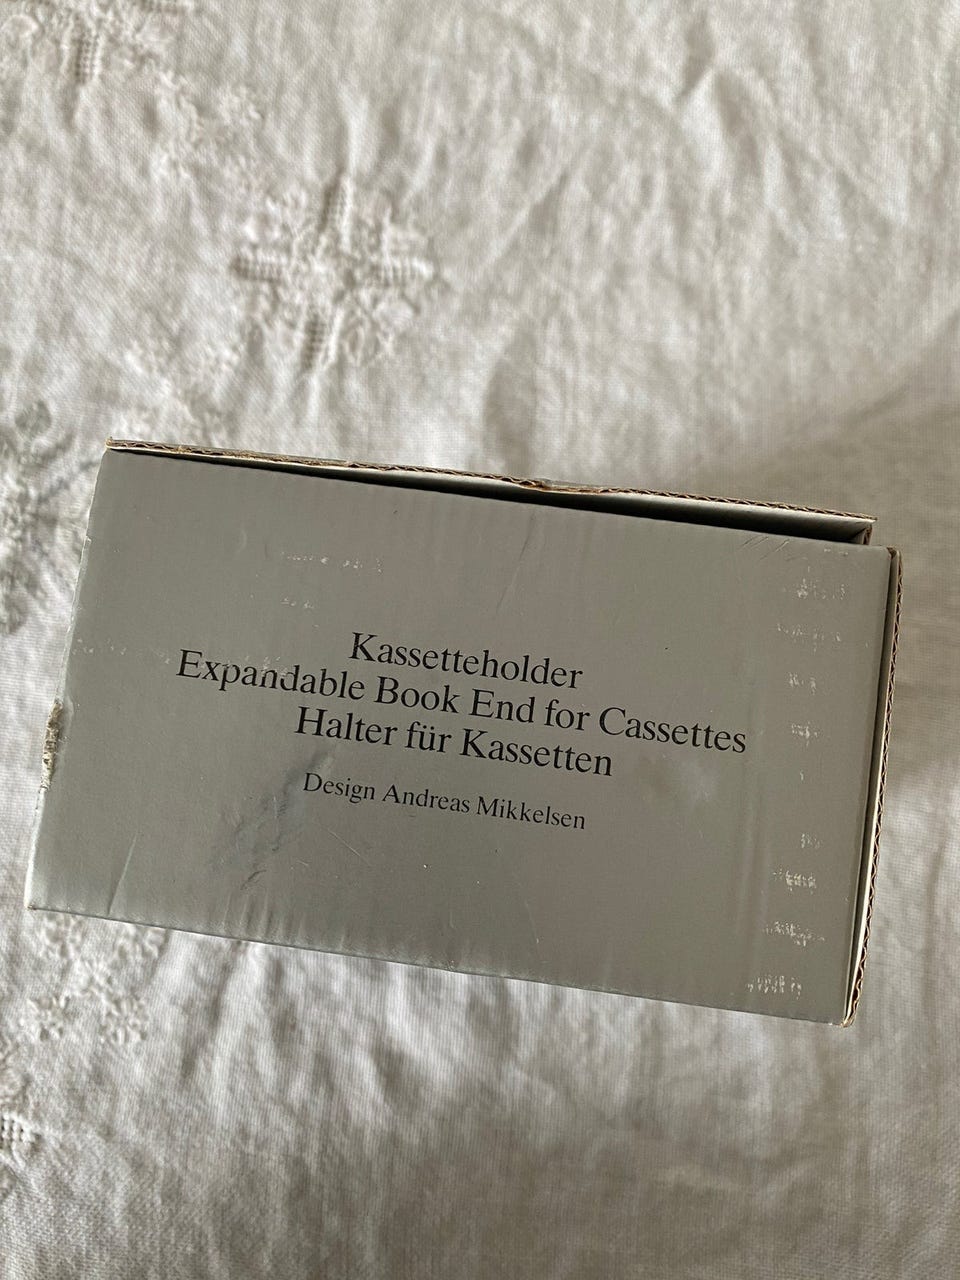 Kassetteholder
Expandable Book End for Cassettes
Halter für Kassetten
Design Andreas Mikkelsen